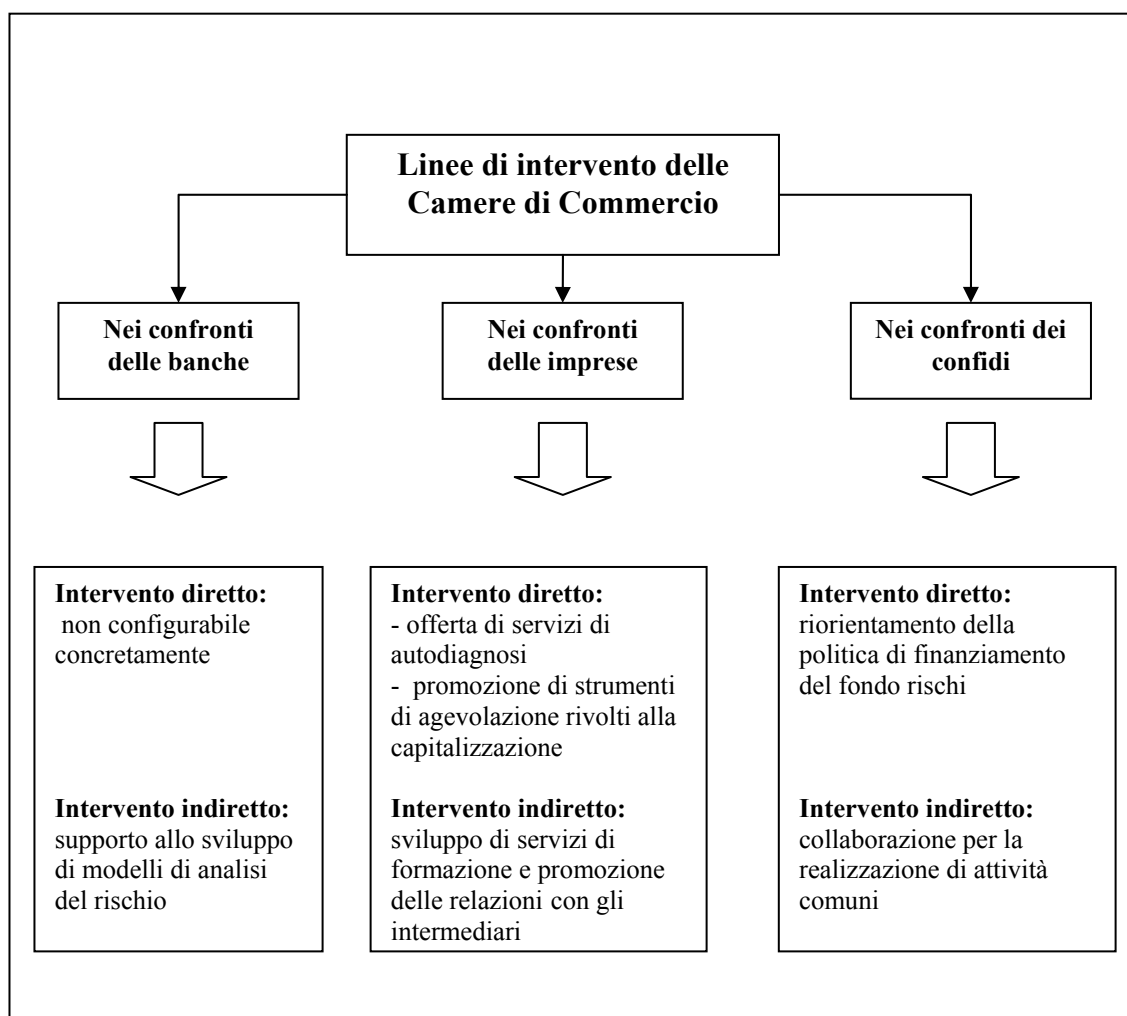 Linee di intervento delle
Camere di Commercio
Nei confronti
delle banche
Nei confronti
delle imprese
Nei confronti dei
confidi
Intervento diretto:
non configurabile
concretamente
Intervento indiretto:
supporto allo sviluppo
di modelli di analisi
del rischio
Intervento diretto:
- offerta di servizi di
autodiagnosi
- promozione di strumenti
di agevolazione rivolti alla
capitalizzazione
Intervento indiretto:
sviluppo di servizi di
formazione e promozione
delle relazioni con gli
intermediari
Intervento diretto:
riorientamento della
politica di finanziamento
del fondo rischi
Intervento indiretto:
collaborazione per la
realizzazione di attività
comuni